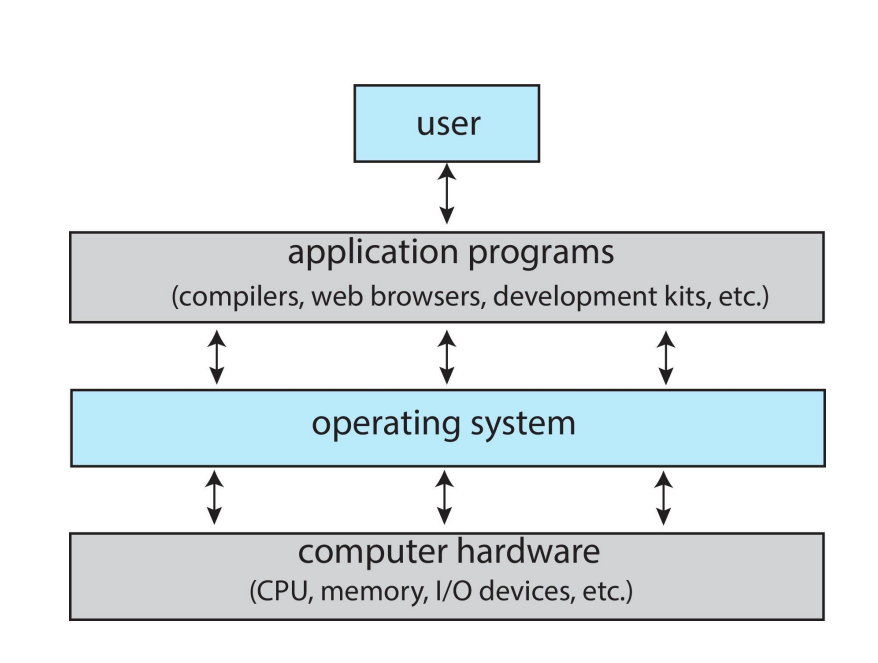 user
application programs
(compilers, web browsers, development kits, etc.)
operating system
computer hardware
(CPU, memory, I/O devices, etc.)